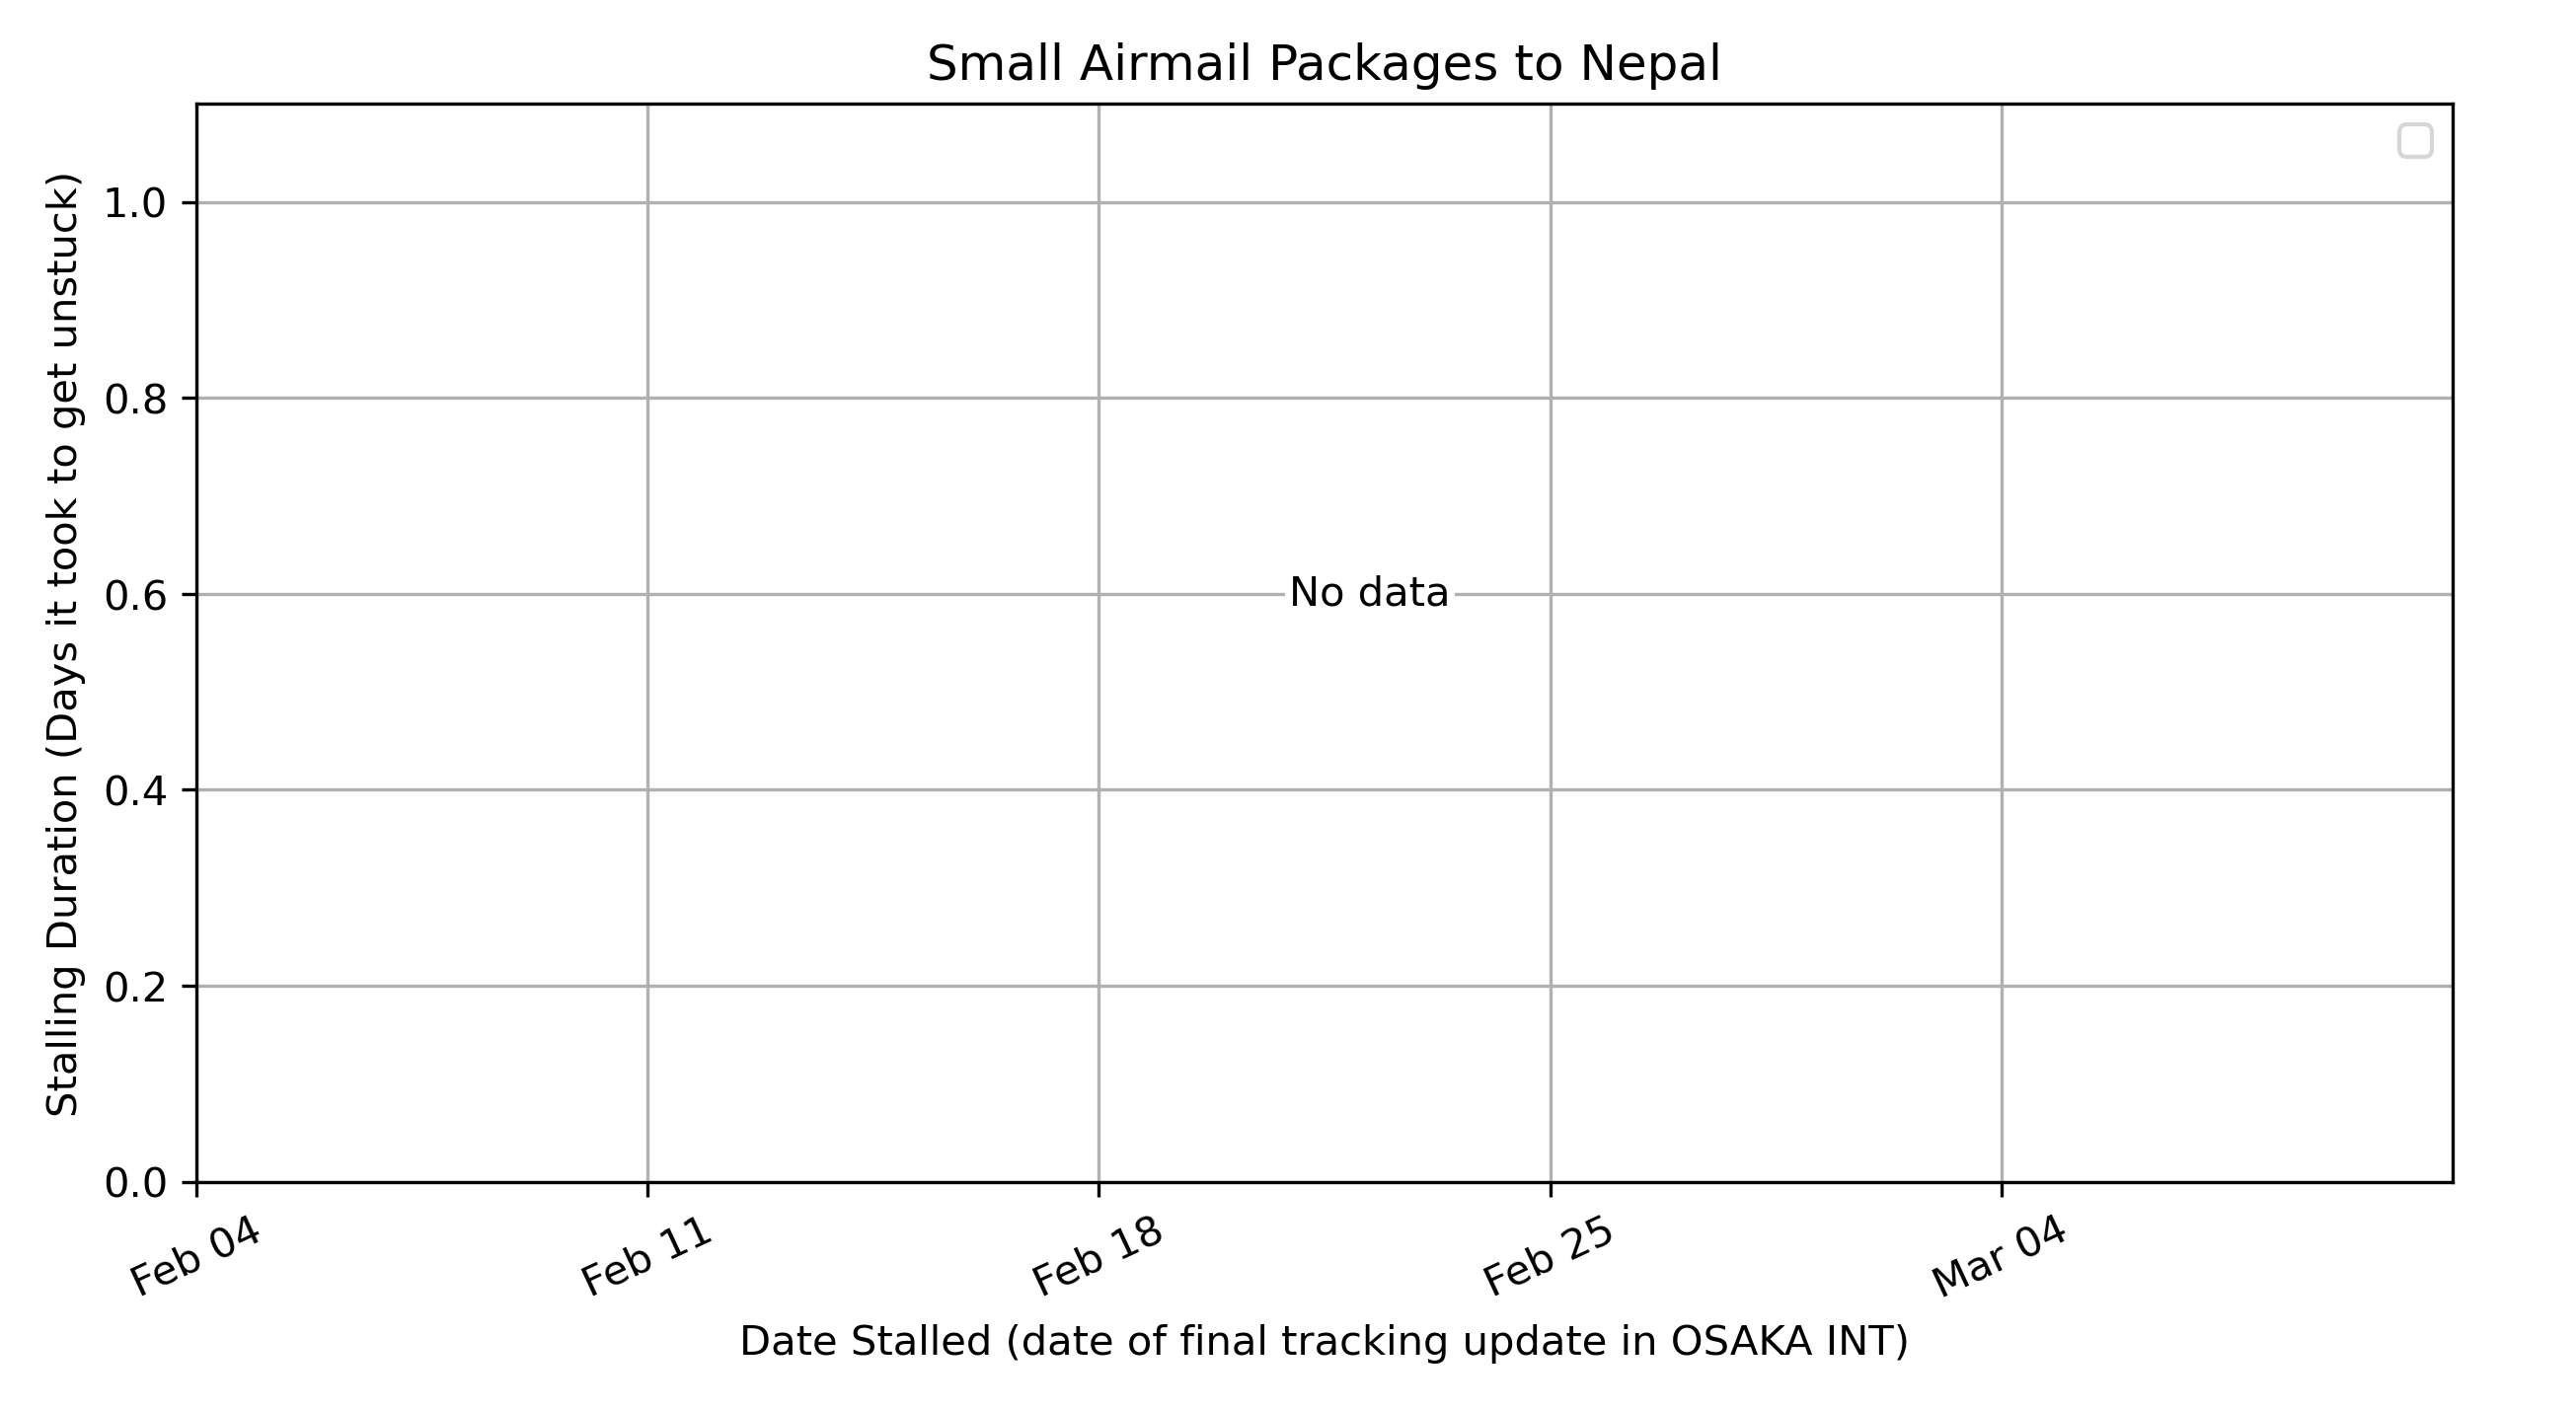 Small Airmail Packages to Nepal
Stalling Duration (Days it took to get unstuck)
1.0
0.8
0.6
0.4
0.2
0.0
No data
Feb 04
Feb 11
Feb 18
Feb 25
Mar 04
Date Stalled (date of final tracking update in OSAKA INT)